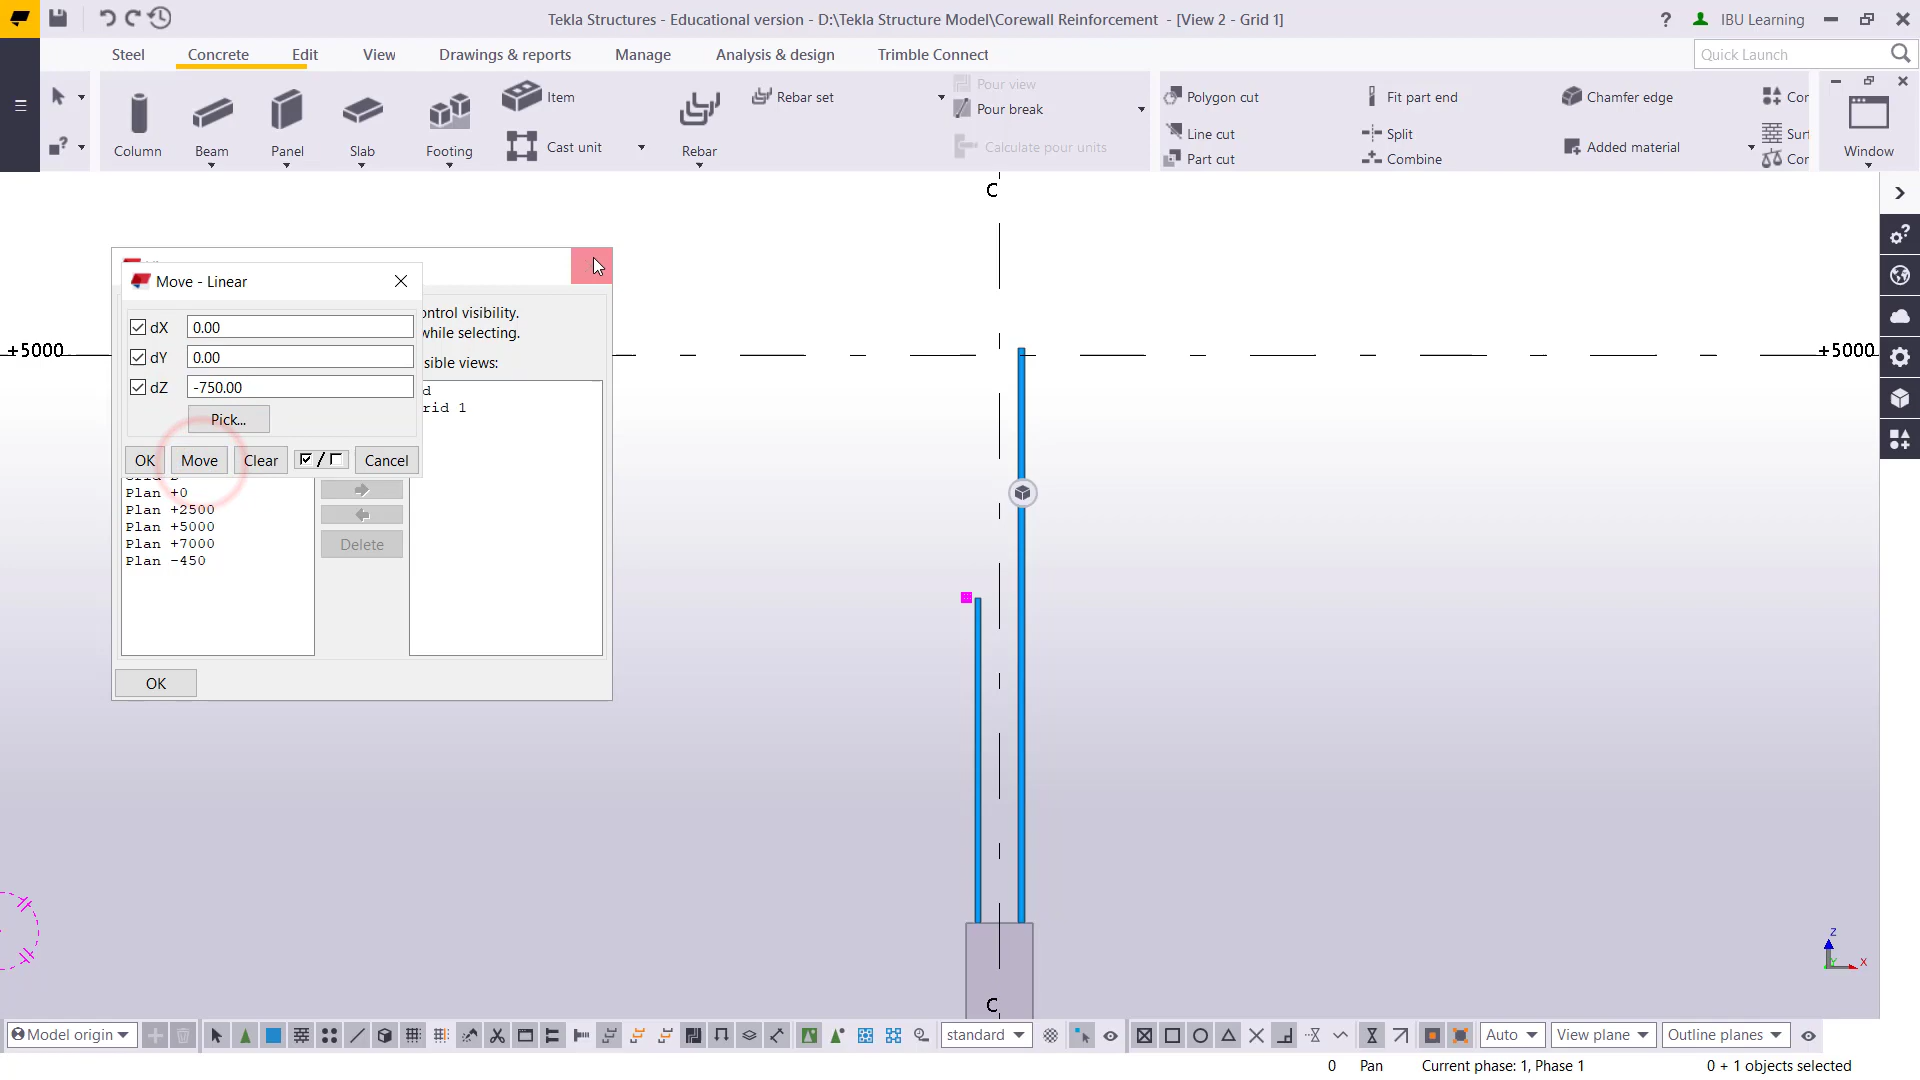 Tekla Structures - Educational version - D:\Tekla Structure Model\Corewall Reinforcement - [View 2 - Grid 1]
? IBU Learning
Steel Concrete Edit View Drawings & reports Manage Analysis & design Trimble Connect
Quick Launch
Column Beam Panel Slab Footing
Item
Cast unit
Rebar
Rebar set
Pour view
Pour break
Calculate pour units
Polygon cut
Line cut
Part cut
Fit part end
Split
Combine
Chamfer edge
Added material
Cor
Surf
Cor
Window
C
+5000
+5000
Move - Linear
dX 0.00
dY 0.00
dZ -750.00
Pick...
OK Move Clear / Cancel
ontrol visibility.
while selecting.
isible views:
rid 1
Plan +0
Plan +2500
Plan +5000
Plan +7000
Plan -450
Delete
OK
C
Z
X
Model origin
standard
Auto
View plane
Outline planes
0 Pan Current phase: 1, Phase 1 0 + 1 objects selected